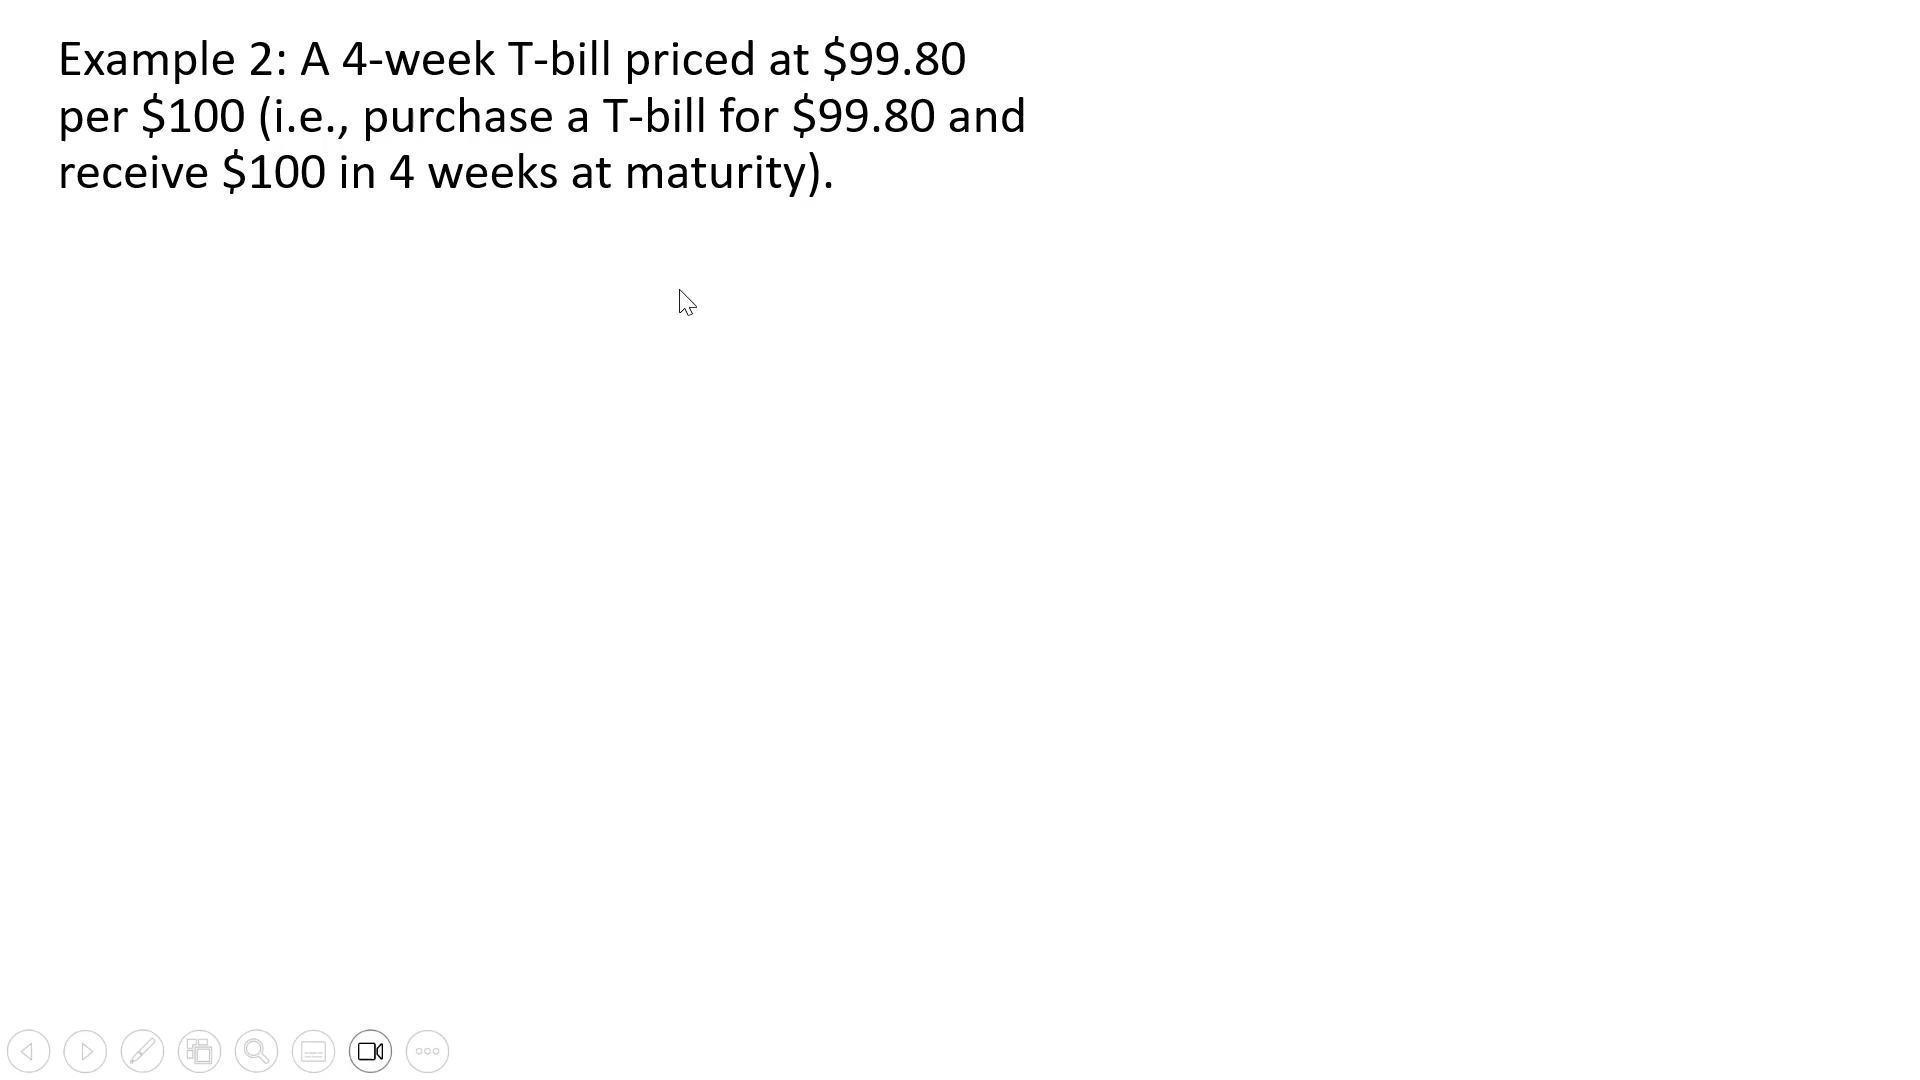 Example 2: A 4-week T-bill priced at $99.80
per $100 (i.e., purchase a T-bill for $99.80 and
receive $100 in 4 weeks at maturity).